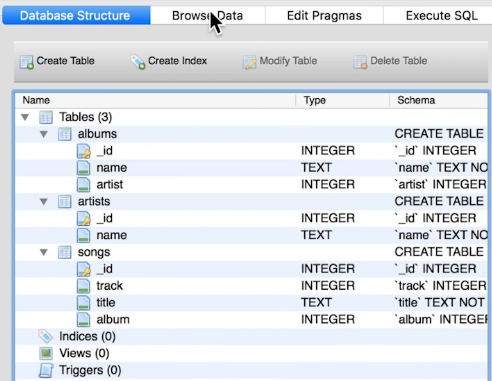 Database Structure Browse Data Edit Pragmas Execute SQL
Create Table Create Index Modify Table Delete Table
Name Type Schema
Tables (3)
albums CREATE TABLE
_id INTEGER `_id` INTEGER
name TEXT `name` TEXT NO
artist INTEGER `artist` INTEGER
artists CREATE TABLE
_id INTEGER `_id` INTEGER
name TEXT `name` TEXT NO
songs CREATE TABLE
_id INTEGER `_id` INTEGER
track INTEGER `track` INTEGER
title TEXT `title` TEXT NOT
album INTEGER `album` INTEGER
Indices (0)
Views (0)
Triggers (0)